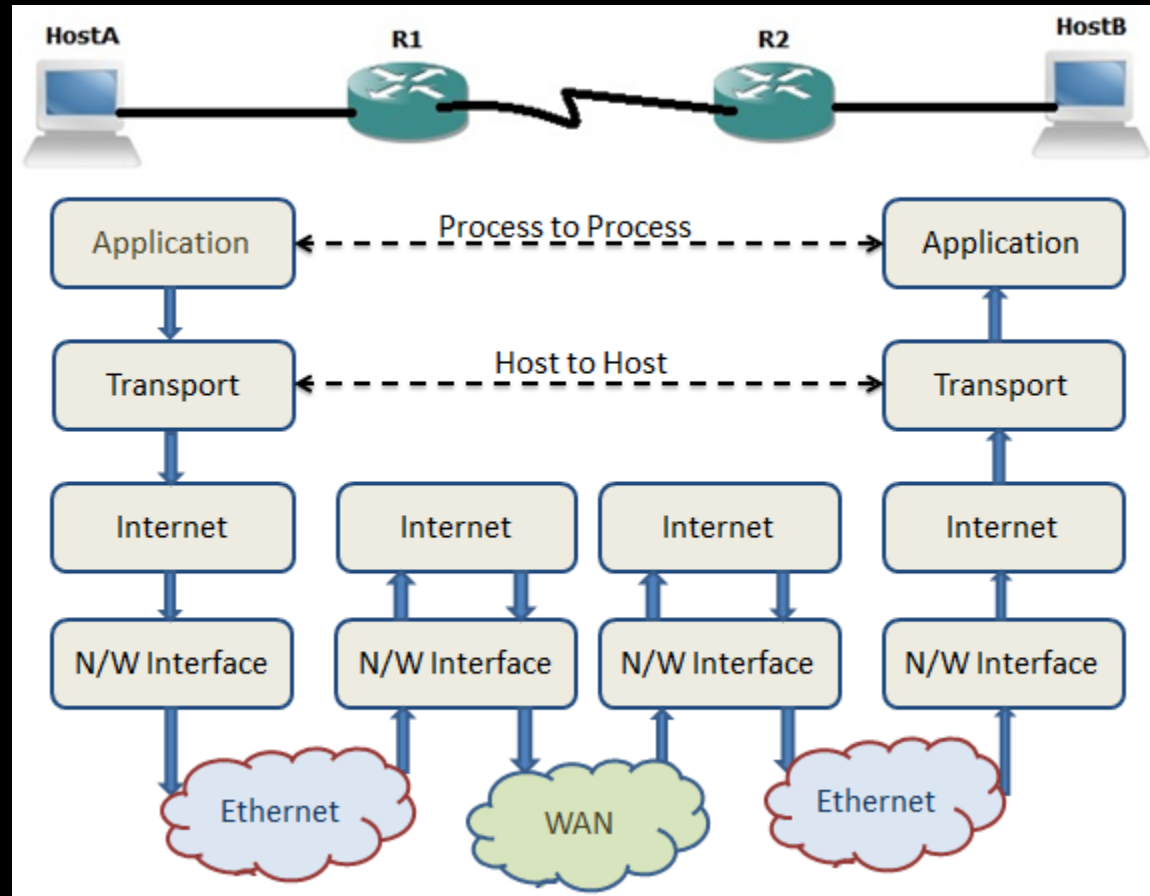 HostA
R1
R2
HostB
Application
Process to Process
Application
Transport
Host to Host
Transport
Internet
Internet
Internet
Internet
N/W Interface
N/W Interface
N/W Interface
N/W Interface
Ethernet
WAN
Ethernet